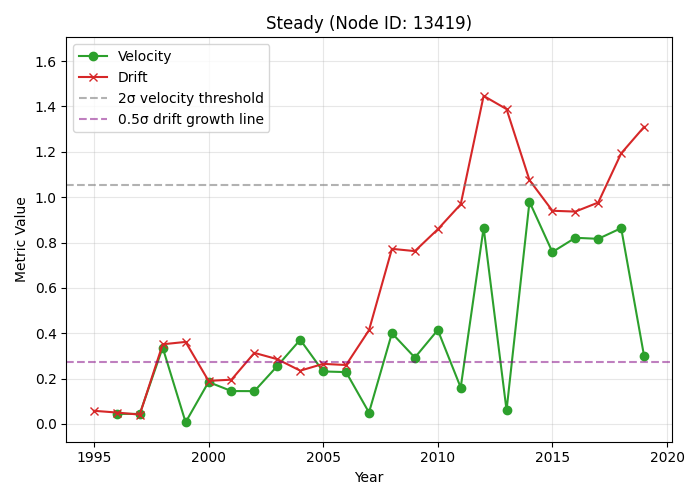 Steady (Node ID: 13419)
Velocity
Drift
2σ velocity threshold
0.5σ drift growth line
Metric Value
1.6
1.4
1.2
1.0
0.8
0.6
0.4
0.2
0.0
1995
2000
2005
2010
2015
2020
Year